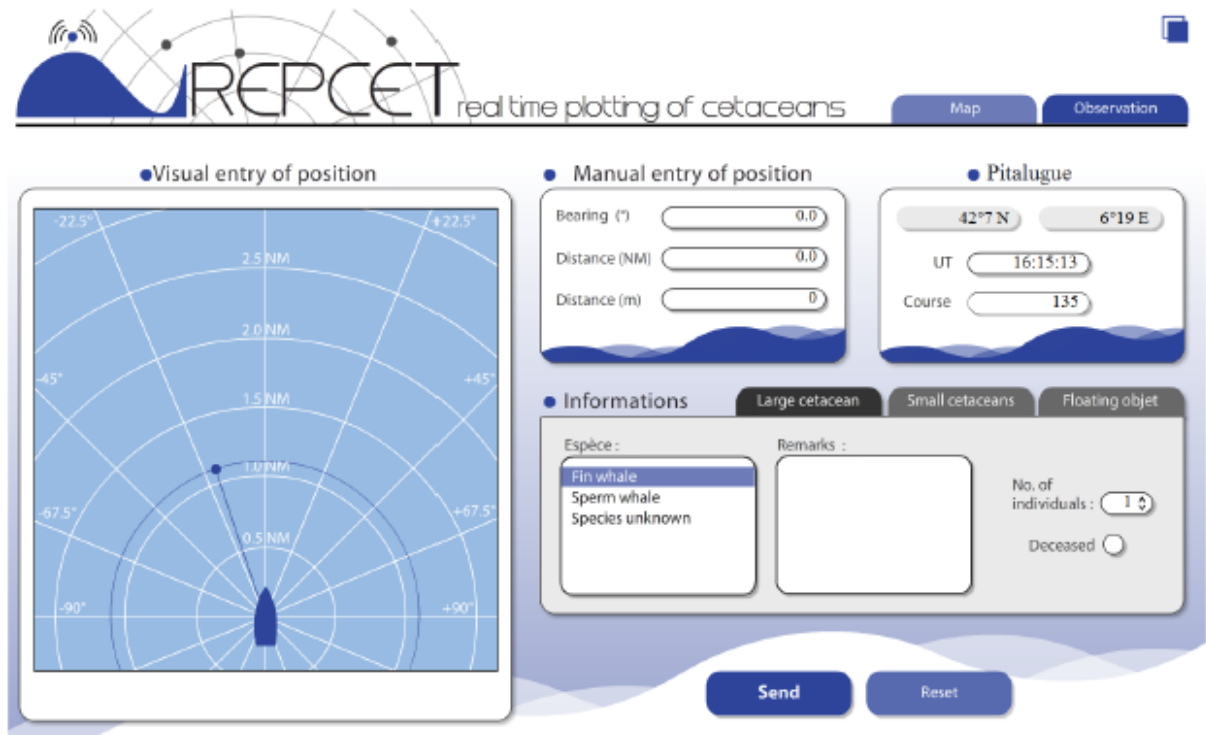 REPCET real time plotting of cetaceans
Map
Observation
Visual entry of position
-22.5°
+22.5°
2.5 NM
2.0 NM
-45°
+45°
1.5 NM
1.0 NM
-67.5°
+67.5°
0.5 NM
-90°
+90°
Manual entry of position
Bearing (°) 0.0
Distance (NM) 0.0
Distance (m) 0
Pitalugue
42°7 N 6°19 E
UT 16:15:13
Course 135
Informations
Large cetacean
Small cetaceans
Floating objet
Espèce :
Fin whale
Sperm whale
Species unknown
Remarks :
No. of
individuals : 1
Deceased
Send
Reset